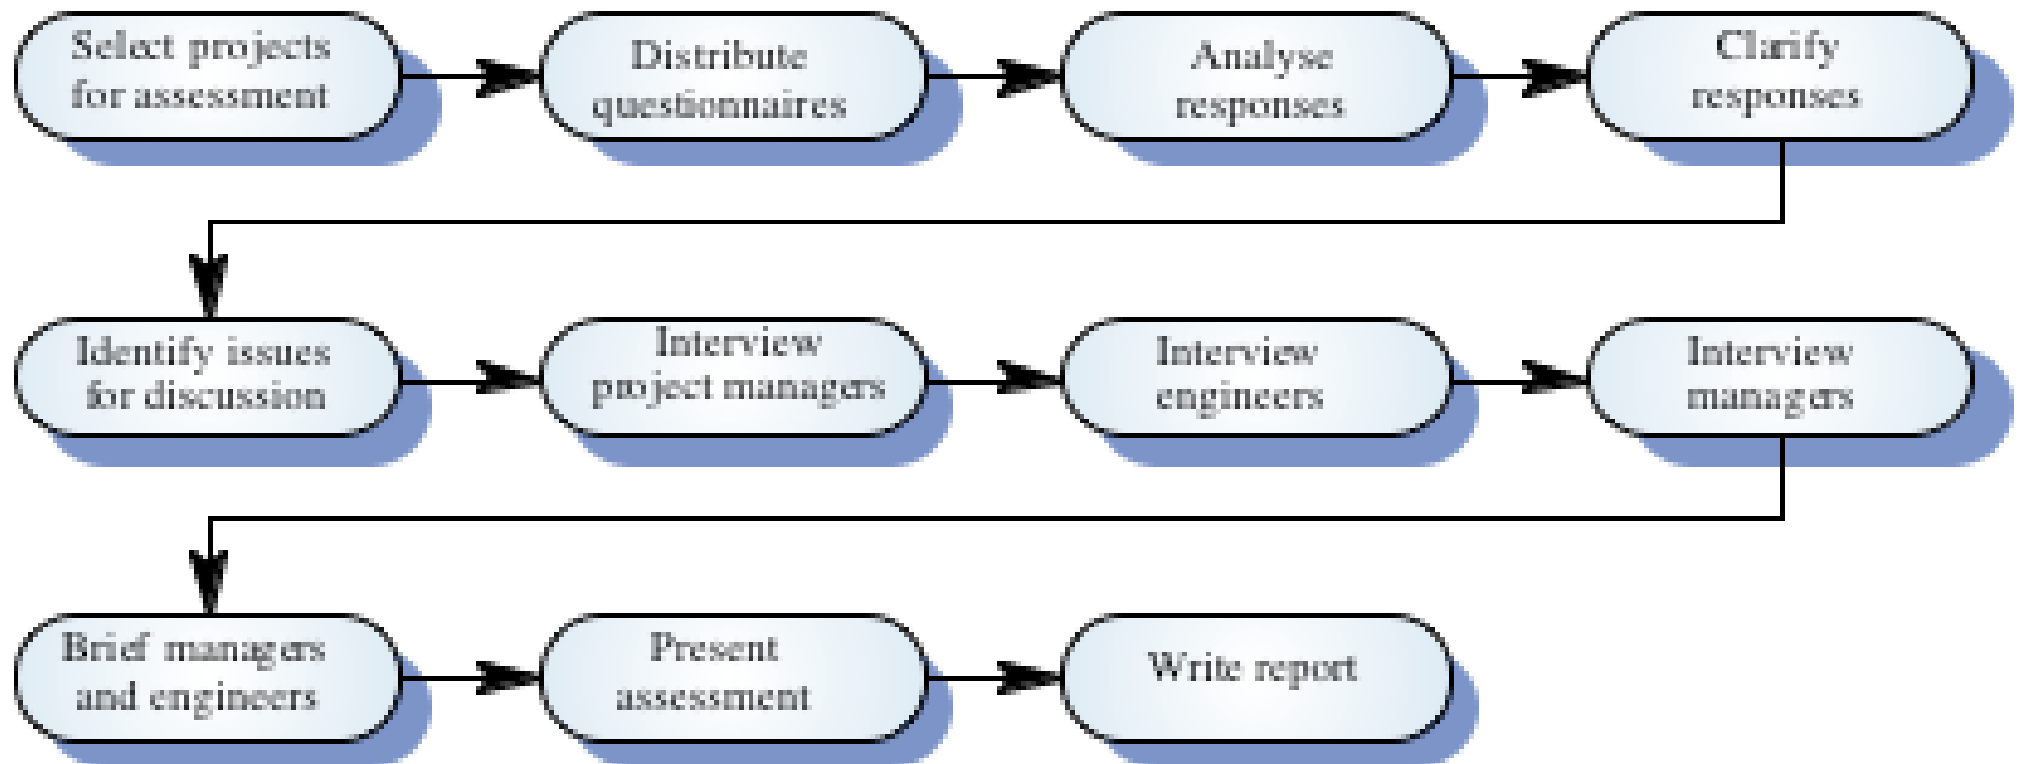 Select projects
for assessment
Distribute
questionnaires
Analyse
responses
Clarify
responses
Identify issues
for discussion
Interview
project managers
Interview
engineers
Interview
managers
Brief managers
and engineers
Present
assessment
Write report